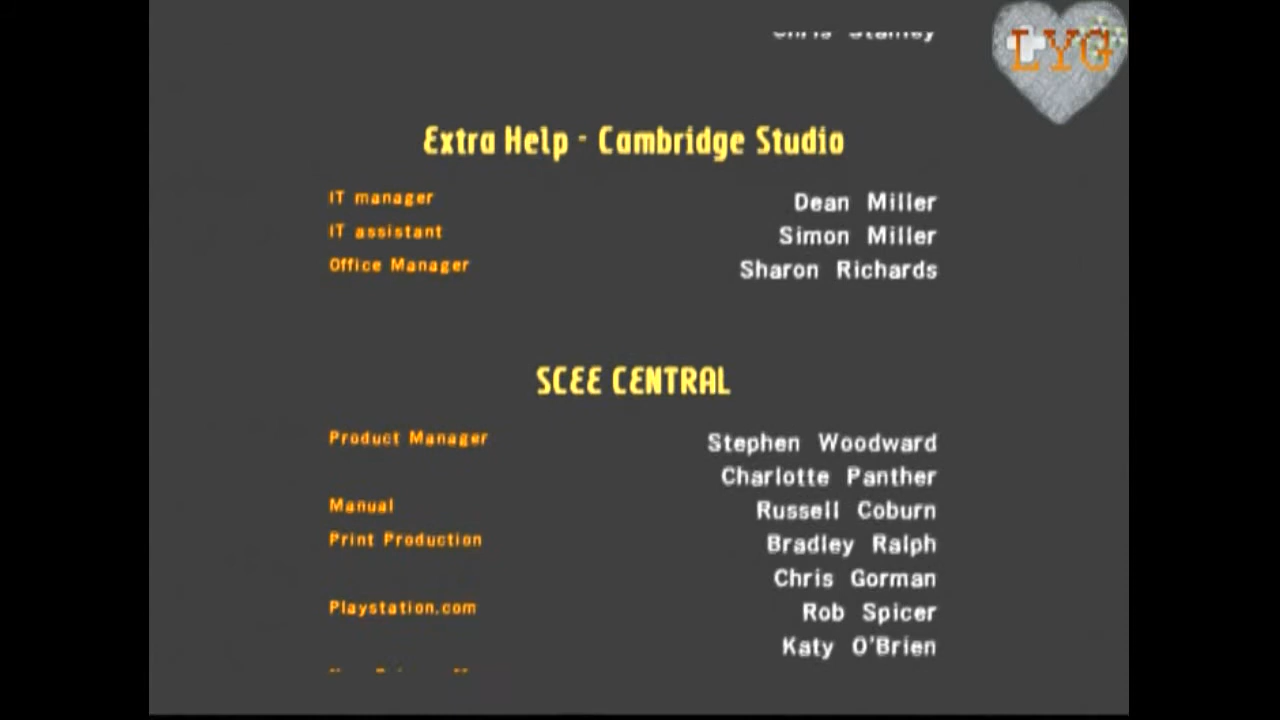 LYG
Extra Help - Cambridge Studio
IT manager Dean Miller
IT assistant Simon Miller
Office Manager Sharon Richards
SCEE CENTRAL
Product Manager Stephen Woodward
Charlotte Panther
Manual Russell Coburn
Print Production Bradley Ralph
Chris Gorman
Playstation.com Rob Spicer
Katy O'Brien